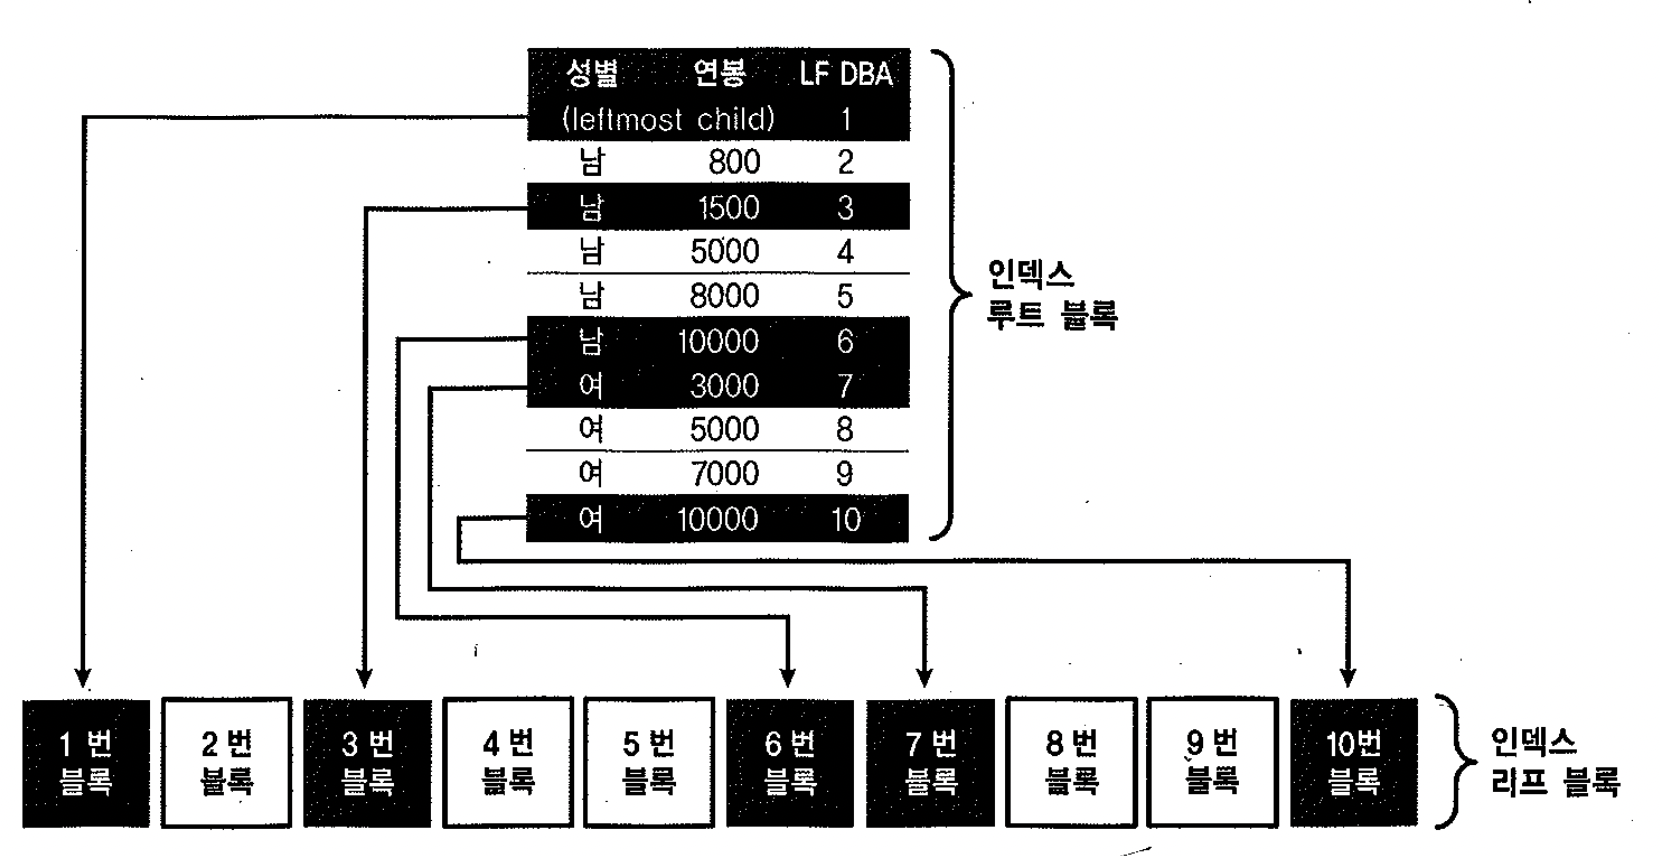 성별 연봉 LF DBA
(leftmost child) 1
남 800 2
남 1500 3
남 5000 4
남 8000 5
남 10000 6
여 3000 7
여 5000 8
여 7000 9
여 10000 10
인덱스
루트 블록
1 번
블록
2 번
블록
3 번
블록
4 번
블록
5 번
블록
6 번
블록
7 번
블록
8 번
블록
9 번
블록
10번
블록
인덱스
리프 블록